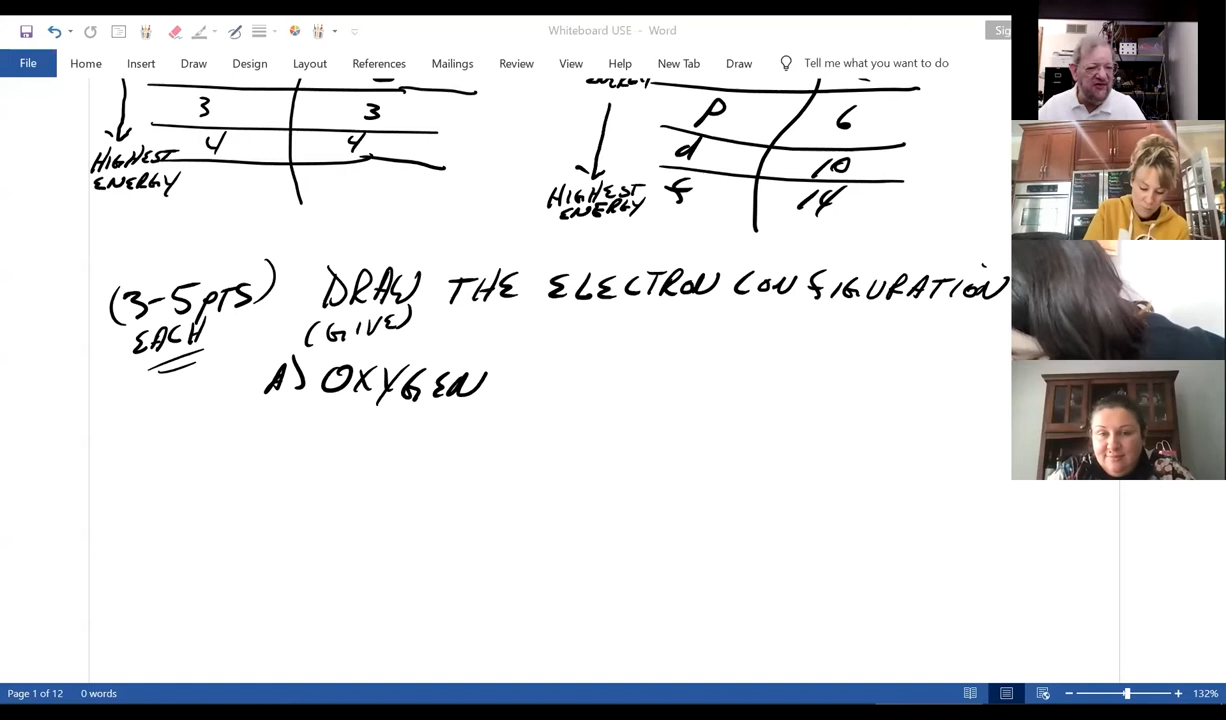 Whiteboard USE - Word
Sig
File Home Insert Draw Design Layout References Mailings Review View Help New Tab Draw Tell me what you want to do
3 3
4 4
HIGHEST
ENERGY
P 6
d 10
f 14
HIGHEST
ENERGY
(3-5pts) DRAW THE ELECTRON CONFIGURATION
EACH (GIVE)
A) OXYGEN
Page 1 of 12 0 words 132%